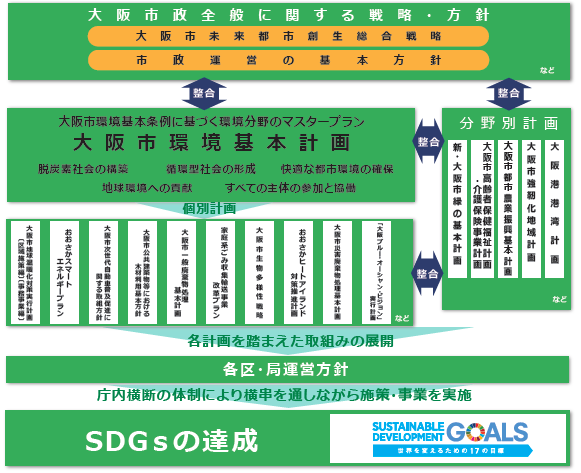 大阪市政全般に関する戦略・方針
大阪市未来都市創生総合戦略
市政運営の基本方針
など
整合
整合
大阪市環境基本条例に基づく環境分野のマスタープラン
大阪市環境基本計画
脱炭素社会の構築 循環型社会の形成 快適な都市環境の確保
地球環境への貢献 すべての主体の参加と協働
整合
分野別計画
新・大阪市緑の基本計画
大阪市高齢者保健福祉計画
・介護保険事業計画
大阪市都市農業振興基本計画
大阪市強靭化地域計画
大阪港港湾計画
など
個別計画
大阪市地球温暖化対策実行計画
〔区域施策編〕〔事務事業編〕
おおさかスマート
エネルギープラン
大阪市次世代自動車普及促進に
関する取組方針
大阪市公共建築物等における
木材利用基本方針
大阪市一般廃棄物処理
基本計画
家庭系ごみ収集輸送事業
改革プラン
大阪市生物多様性戦略
おおさかヒートアイランド
対策推進計画
大阪市災害廃棄物処理基本計画
「大阪ブルー・オーシャン・ビジョン」
実行計画
など
整合
各計画を踏まえた取組みの展開
各区・局運営方針
庁内横断の体制により横串を通しながら施策・事業を実施
SDGsの達成
SUSTAINABLE
DEVELOPMENT
GOALS
世界を変えるための17の目標